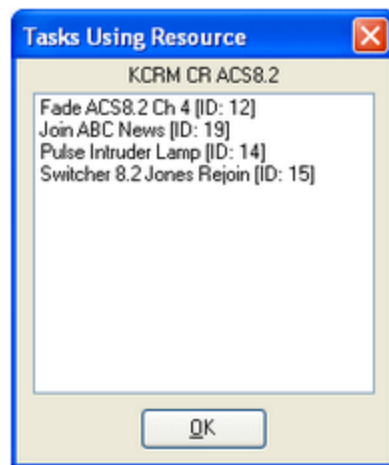 Tasks Using Resource
KCRM CR ACS8.2
Fade ACS8.2 Ch 4 [ID: 12]
Join ABC News [ID: 19]
Pulse Intruder Lamp [ID: 14]
Switcher 8.2 Jones Rejoin [ID: 15]
OK